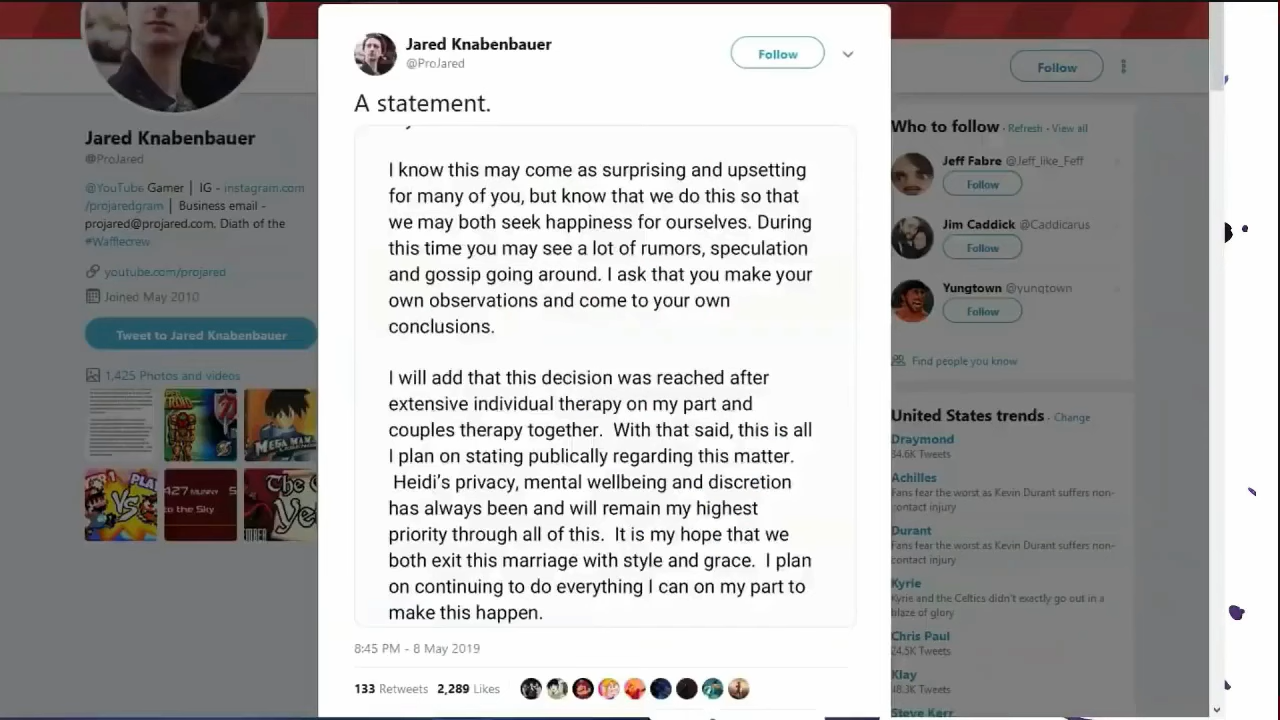 Jared Knabenbauer
@ProJared
Follow
A statement.
I know this may come as surprising and upsetting
for many of you, but know that we do this so that
we may both seek happiness for ourselves. During
this time you may see a lot of rumors, speculation
and gossip going around. I ask that you make your
own observations and come to your own
conclusions.
I will add that this decision was reached after
extensive individual therapy on my part and
couples therapy together. With that said, this is all
I plan on stating publically regarding this matter.
Heidi's privacy, mental wellbeing and discretion
has always been and will remain my highest
priority through all of this. It is my hope that we
both exit this marriage with style and grace. I plan
on continuing to do everything I can on my part to
make this happen.
8:45 PM - 8 May 2019
133 Retweets 2,289 Likes
Jared Knabenbauer
@ProJared
@YouTube Gamer | IG - instagram.com
/projaredgram | Business email -
projared@projared.com. Diath of the
#Wafflecrew
youtube.com/projared
Joined May 2010
Tweet to Jared Knabenbauer
1,425 Photos and videos
MEGA MAN
PLA
VS
427
to the Sky
The
Follow
Who to follow · Refresh · View all
Jeff Fabre @Jeff_like_Feff
Follow
Jim Caddick @Caddicarus
Follow
Yungtown @yungtown
Follow
Find people you know
United States trends · Change
Draymond
34.6K Tweets
Achilles
Fans fear the worst as Kevin Durant suffers non-
contact injury
Durant
Fans fear the worst as Kevin Durant suffers non-
contact injury
Kyrie
Kyrie and the Celtics didn't exactly go out in a
blaze of glory
Chris Paul
24.5K Tweets
Klay
48.3K Tweets
Steve Kerr